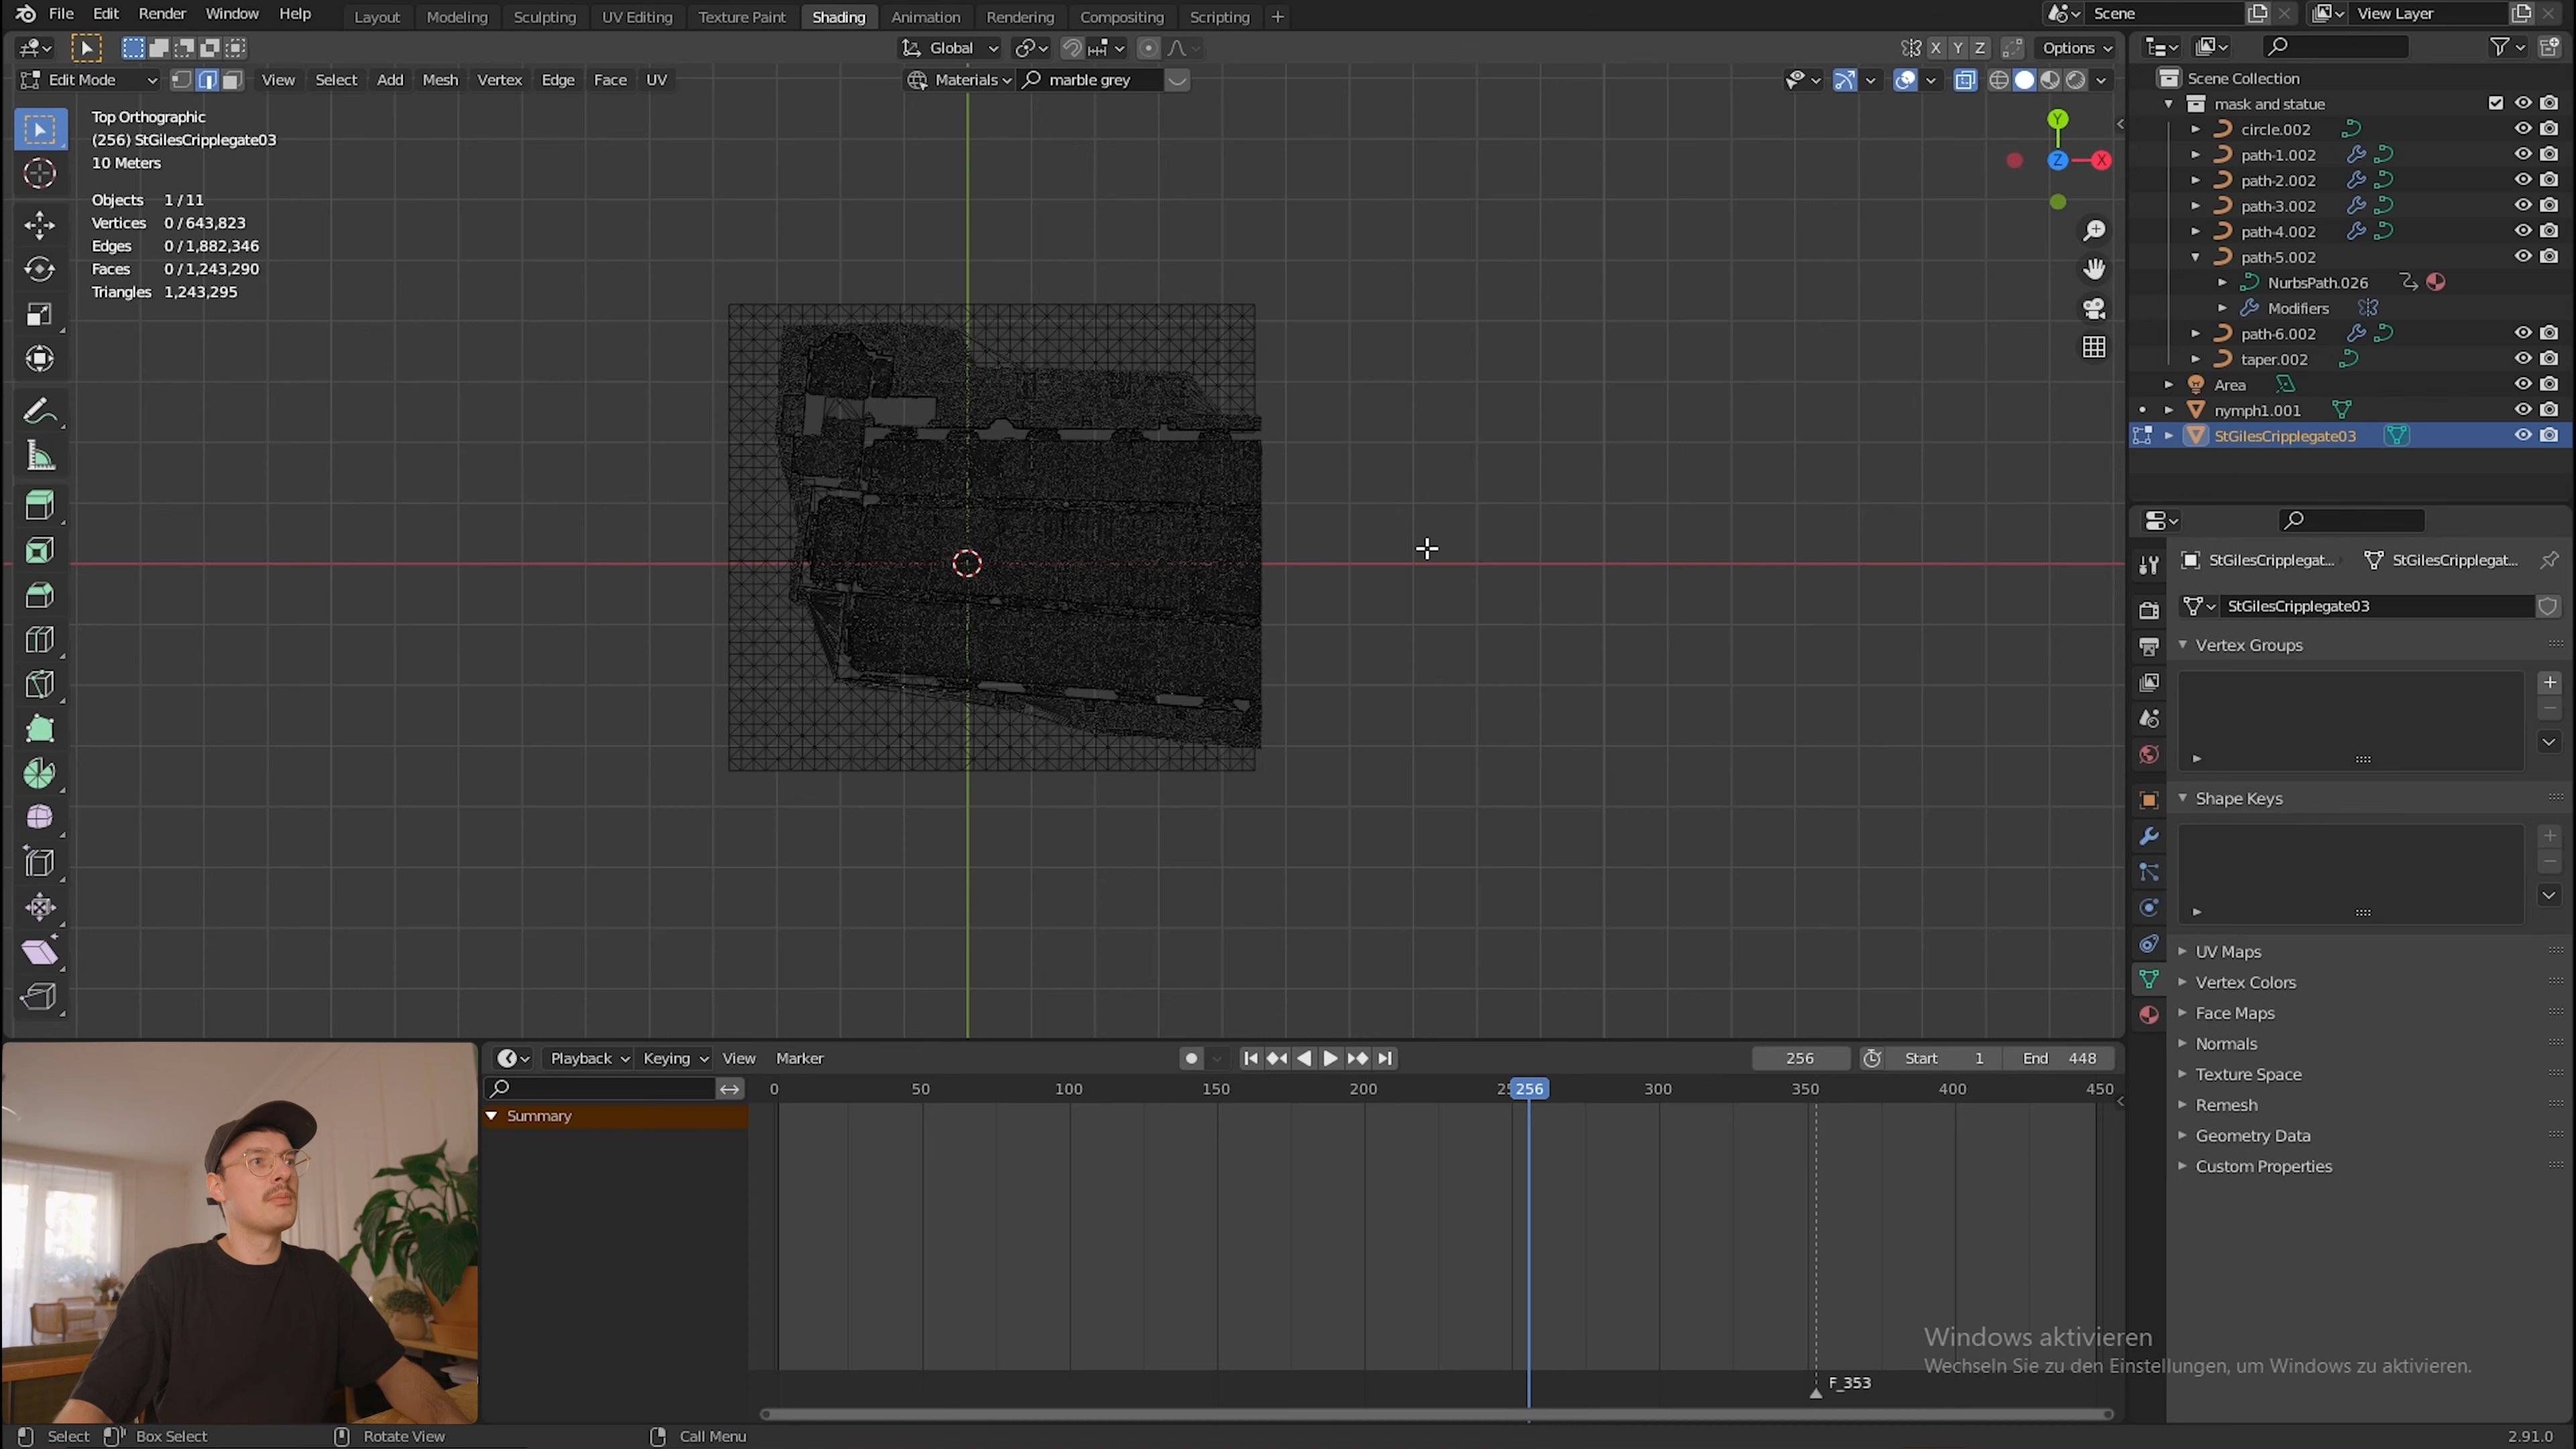 File Edit Render Window Help Layout Modeling Sculpting UV Editing Texture Paint Shading Animation Rendering Compositing Scripting + Scene View Layer
Global X Y Z Options
Edit Mode View Select Add Mesh Vertex Edge Face UV Materials marble grey
Top Orthographic
(256) StGilesCripplegate03
10 Meters
Objects 1 / 11
Vertices 0 / 643,823
Edges 0 / 1,882,346
Faces 0 / 1,243,290
Triangles 1,243,295
Y
Z X
Scene Collection
mask and statue
circle.002
path-1.002
path-2.002
path-3.002
path-4.002
path-5.002
NurbsPath.026
Modifiers
path-6.002
taper.002
Area
nymph1.001
StGilesCripplegate03
StGilesCripplegat... StGilesCripplegat...
StGilesCripplegate03
Vertex Groups
Shape Keys
UV Maps
Vertex Colors
Face Maps
Normals
Texture Space
Remesh
Geometry Data
Custom Properties
Playback Keying View Marker 256 Start 1 End 448
0 50 100 150 200 256 300 350 400 450
Summary
F_353
Windows aktivieren
Wechseln Sie zu den Einstellungen, um Windows zu aktivieren.
Select Box Select Rotate View Call Menu 2.91.0